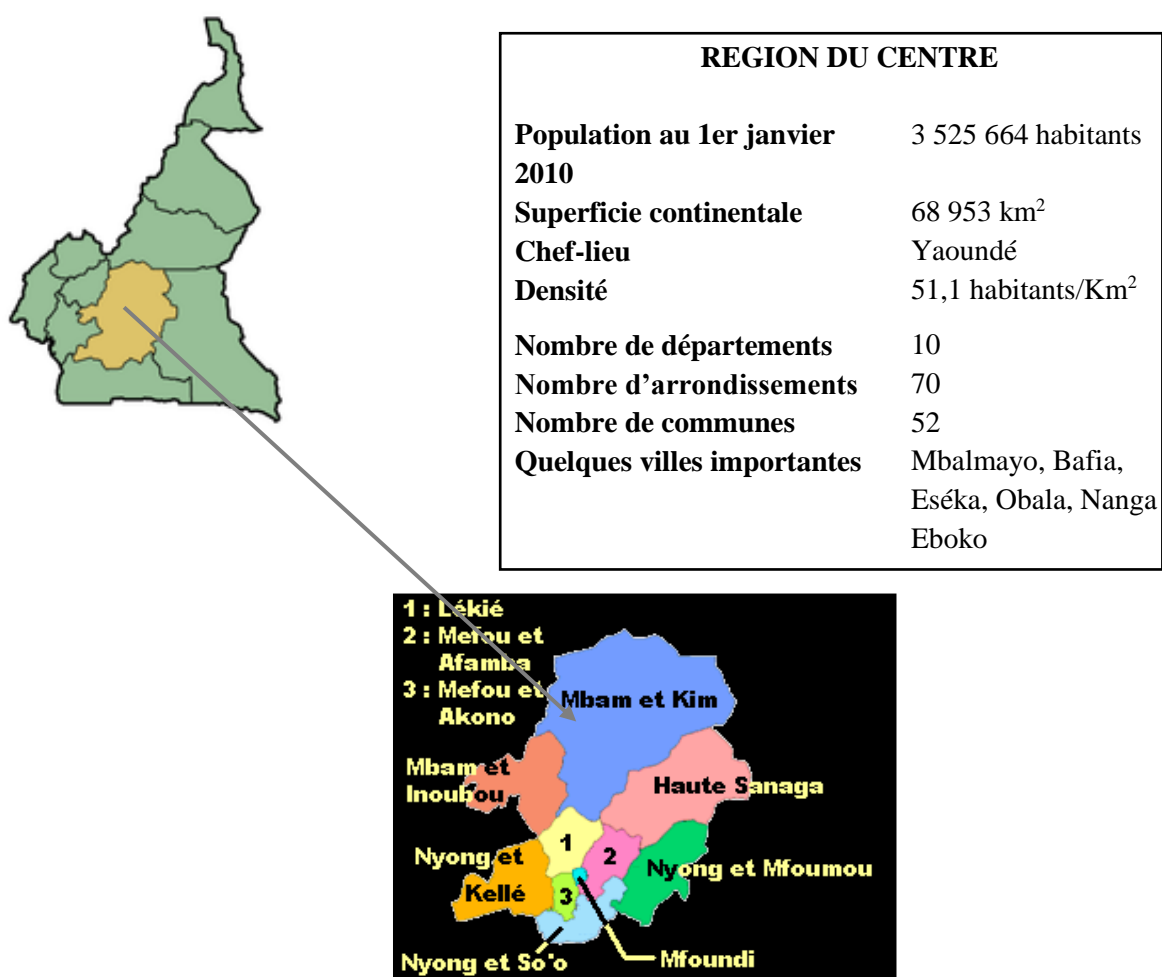 REGION DU CENTRE
Population au 1er janvier 3 525 664 habitants
2010
Superficie continentale 68 953 km²
Chef-lieu Yaoundé
Densité 51,1 habitants/Km²
Nombre de départements 10
Nombre d'arrondissements 70
Nombre de communes 52
Quelques villes importantes Mbalmayo, Bafia,
Eséka, Obala, Nanga
Eboko
1 : Lékié
2 : Mefou et
Afamba
3 : Mefou et
Akono
Mbam et Kim
Mbam et
Inoubou
Haute Sanaga
1
2
Nyong et
Kellé
Nyong et Mfoumou
3
Nyong et So'o
Mfoundi